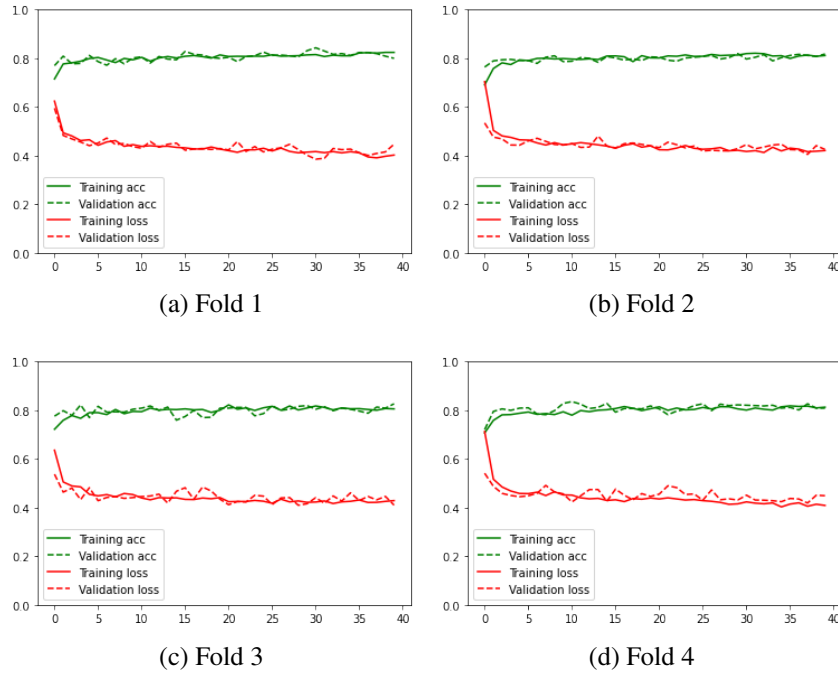 1.0
0.8
0.6
0.4
0.2
0.0
Training acc
Validation acc
Training loss
Validation loss
0 5 10 15 20 25 30 35 40
(a) Fold 1
1.0
0.8
0.6
0.4
0.2
0.0
Training acc
Validation acc
Training loss
Validation loss
0 5 10 15 20 25 30 35 40
(b) Fold 2
1.0
0.8
0.6
0.4
0.2
0.0
Training acc
Validation acc
Training loss
Validation loss
0 5 10 15 20 25 30 35 40
(c) Fold 3
1.0
0.8
0.6
0.4
0.2
0.0
Training acc
Validation acc
Training loss
Validation loss
0 5 10 15 20 25 30 35 40
(d) Fold 4